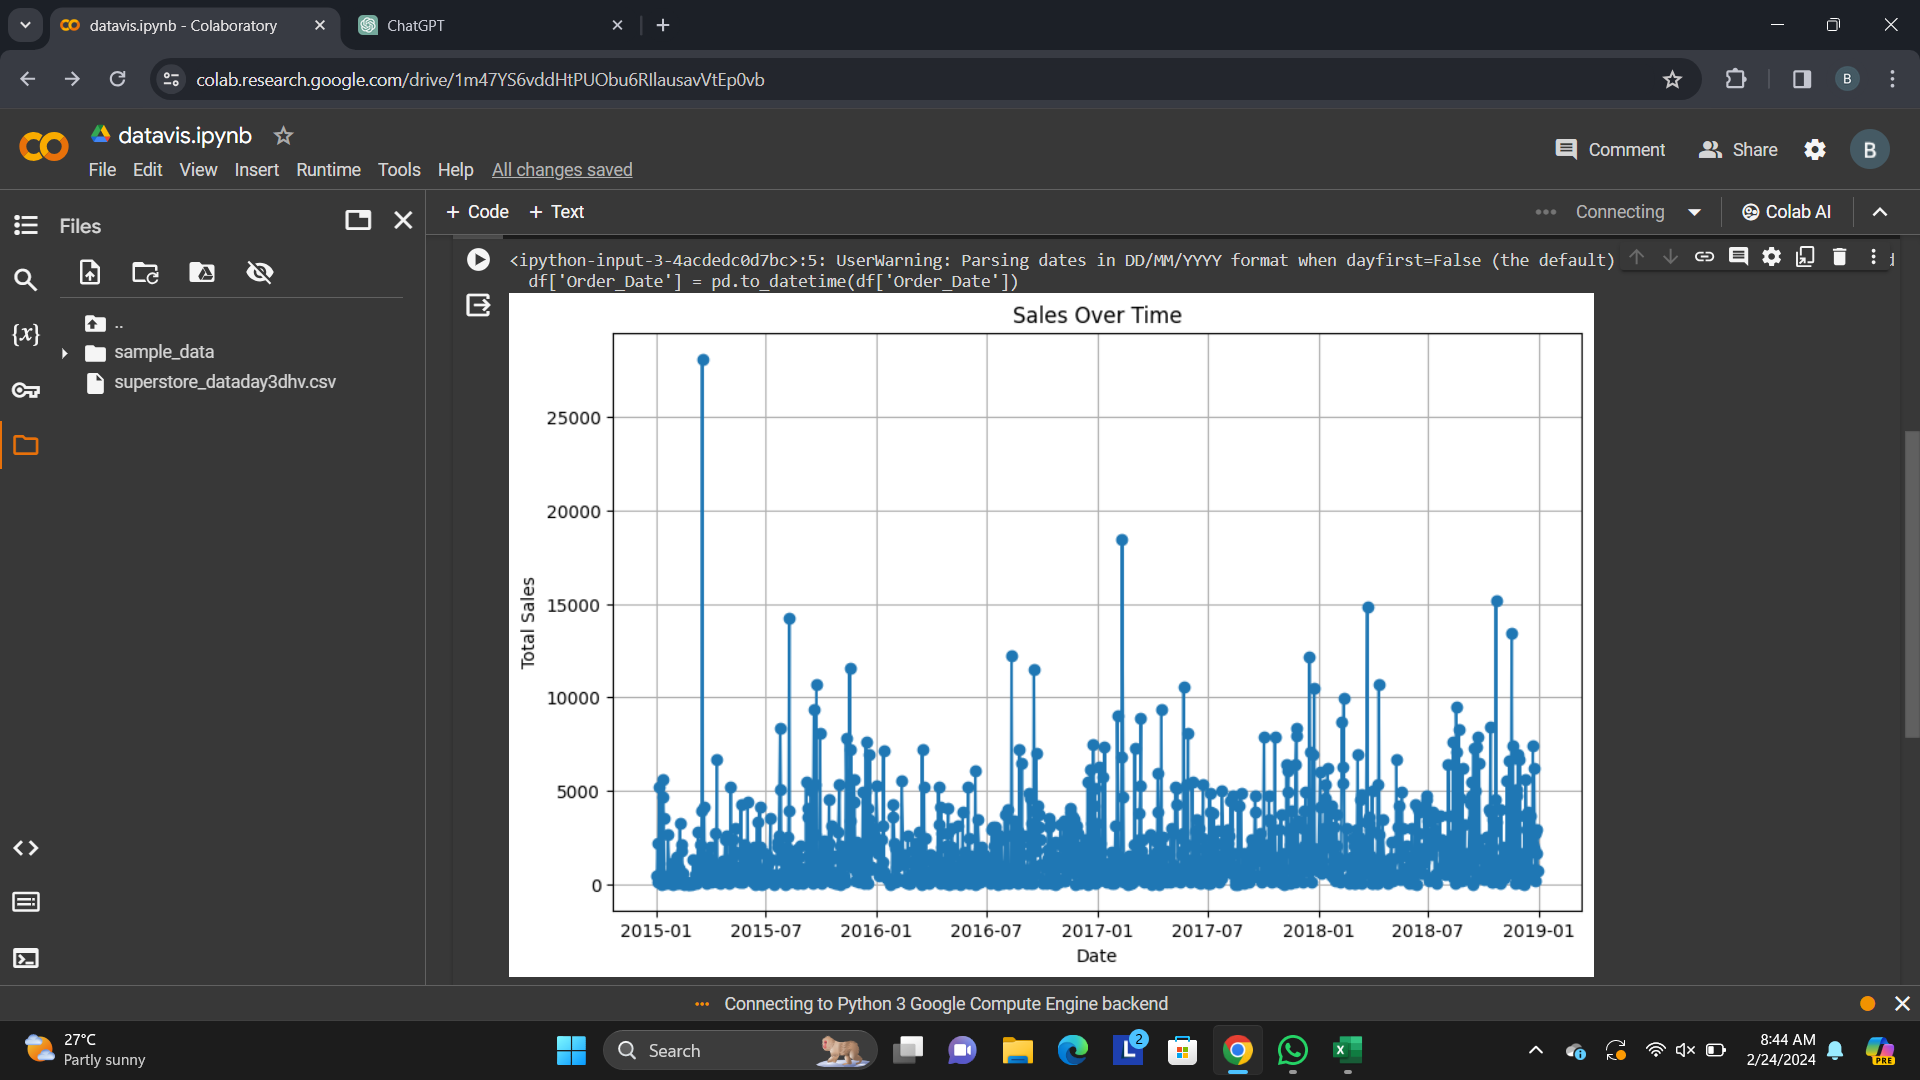 datavis.ipynb - Colaboratory
ChatGPT
colab.research.google.com/drive/1m47YS6vddHtPUObu6RIlausavVtEp0vb
B
datavis.ipynb
File Edit View Insert Runtime Tools Help All changes saved
Comment
Share
B
Files
+ Code + Text
Connecting
Colab AI
<ipython-input-3-4acdedc0d7bc>:5: UserWarning: Parsing dates in DD/MM/YYYY format when dayfirst=False (the default)
df['Order_Date'] = pd.to_datetime(df['Order_Date'])
..
sample_data
superstore_dataday3dhv.csv
{x}
Sales Over Time
25000
20000
15000
10000
5000
0
Total Sales
2015-01 2015-07 2016-01 2016-07 2017-01 2017-07 2018-01 2018-07 2019-01
Date
Connecting to Python 3 Google Compute Engine backend
27°C
Partly sunny
Search
L
2
X
8:44 AM
2/24/2024
PRE